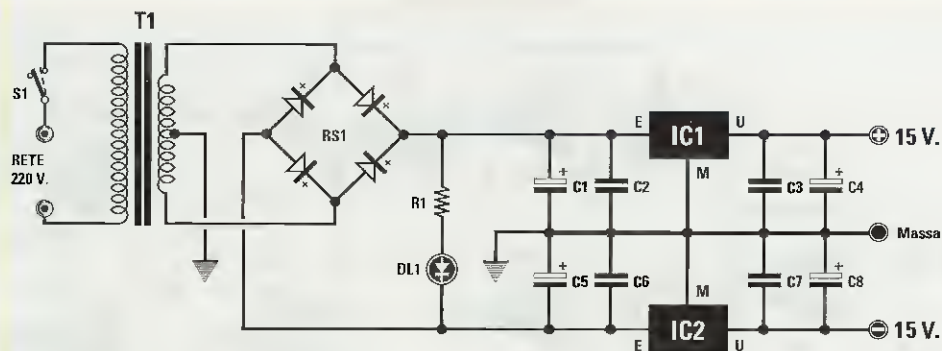 T1
S1
RETE
220 V.
RS1
R1
DL1
C1
C2
C3
C4
C5
C6
C7
C8
E
IC1
U
M
M
E
IC2
U
+ 15 V.
Massa
- 15 V.